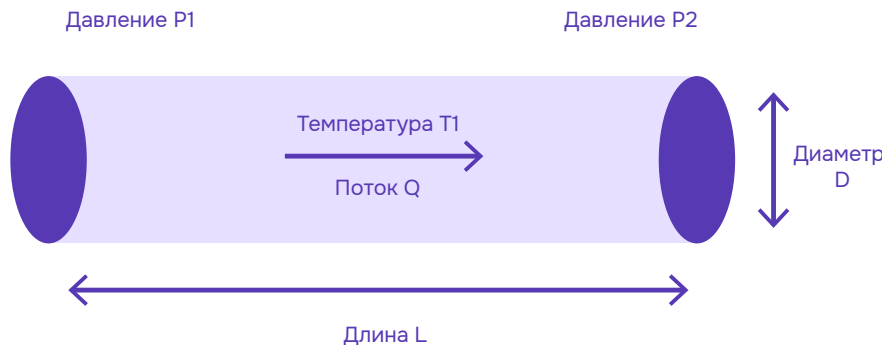 Давление P1
Давление P2
Температура T1
Поток Q
Диаметр
D
Длина L